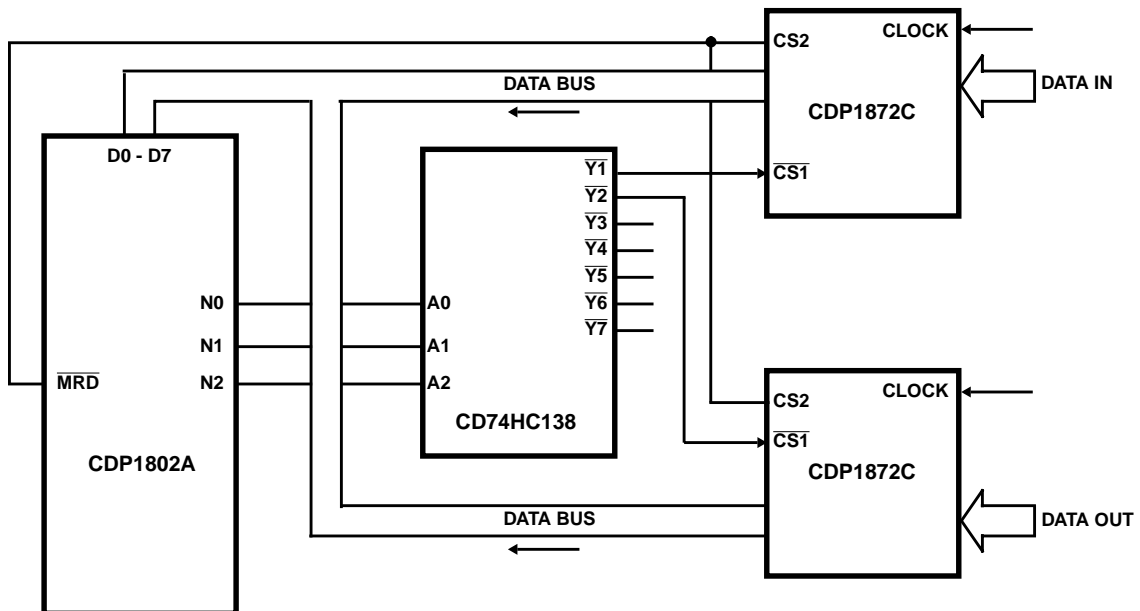 CS2
CLOCK
DATA BUS
DATA IN
CDP1872C
D0 - D7
Y1
CS1
Y2
Y3
Y4
Y5
Y6
Y7
N0
A0
N1
A1
MRD
N2
A2
CLOCK
CS2
CD74HC138
CS1
CDP1802A
CDP1872C
DATA BUS
DATA OUT